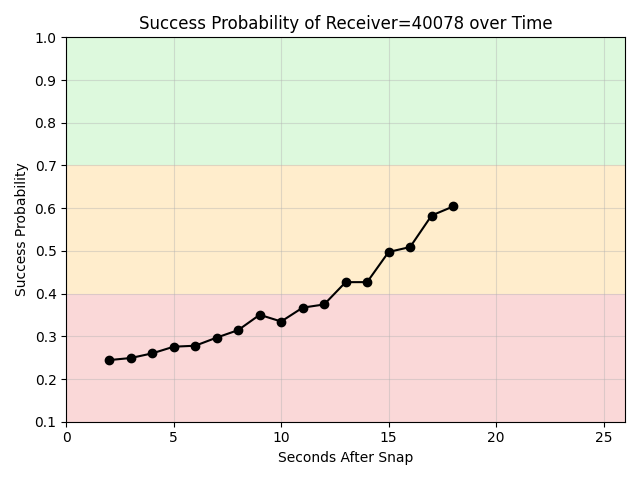 Success Probability of Receiver=40078 over Time
1.0
0.9
0.8
0.7
0.6
0.5
0.4
0.3
0.2
0.1
Success Probability
0 5 10 15 20 25
Seconds After Snap